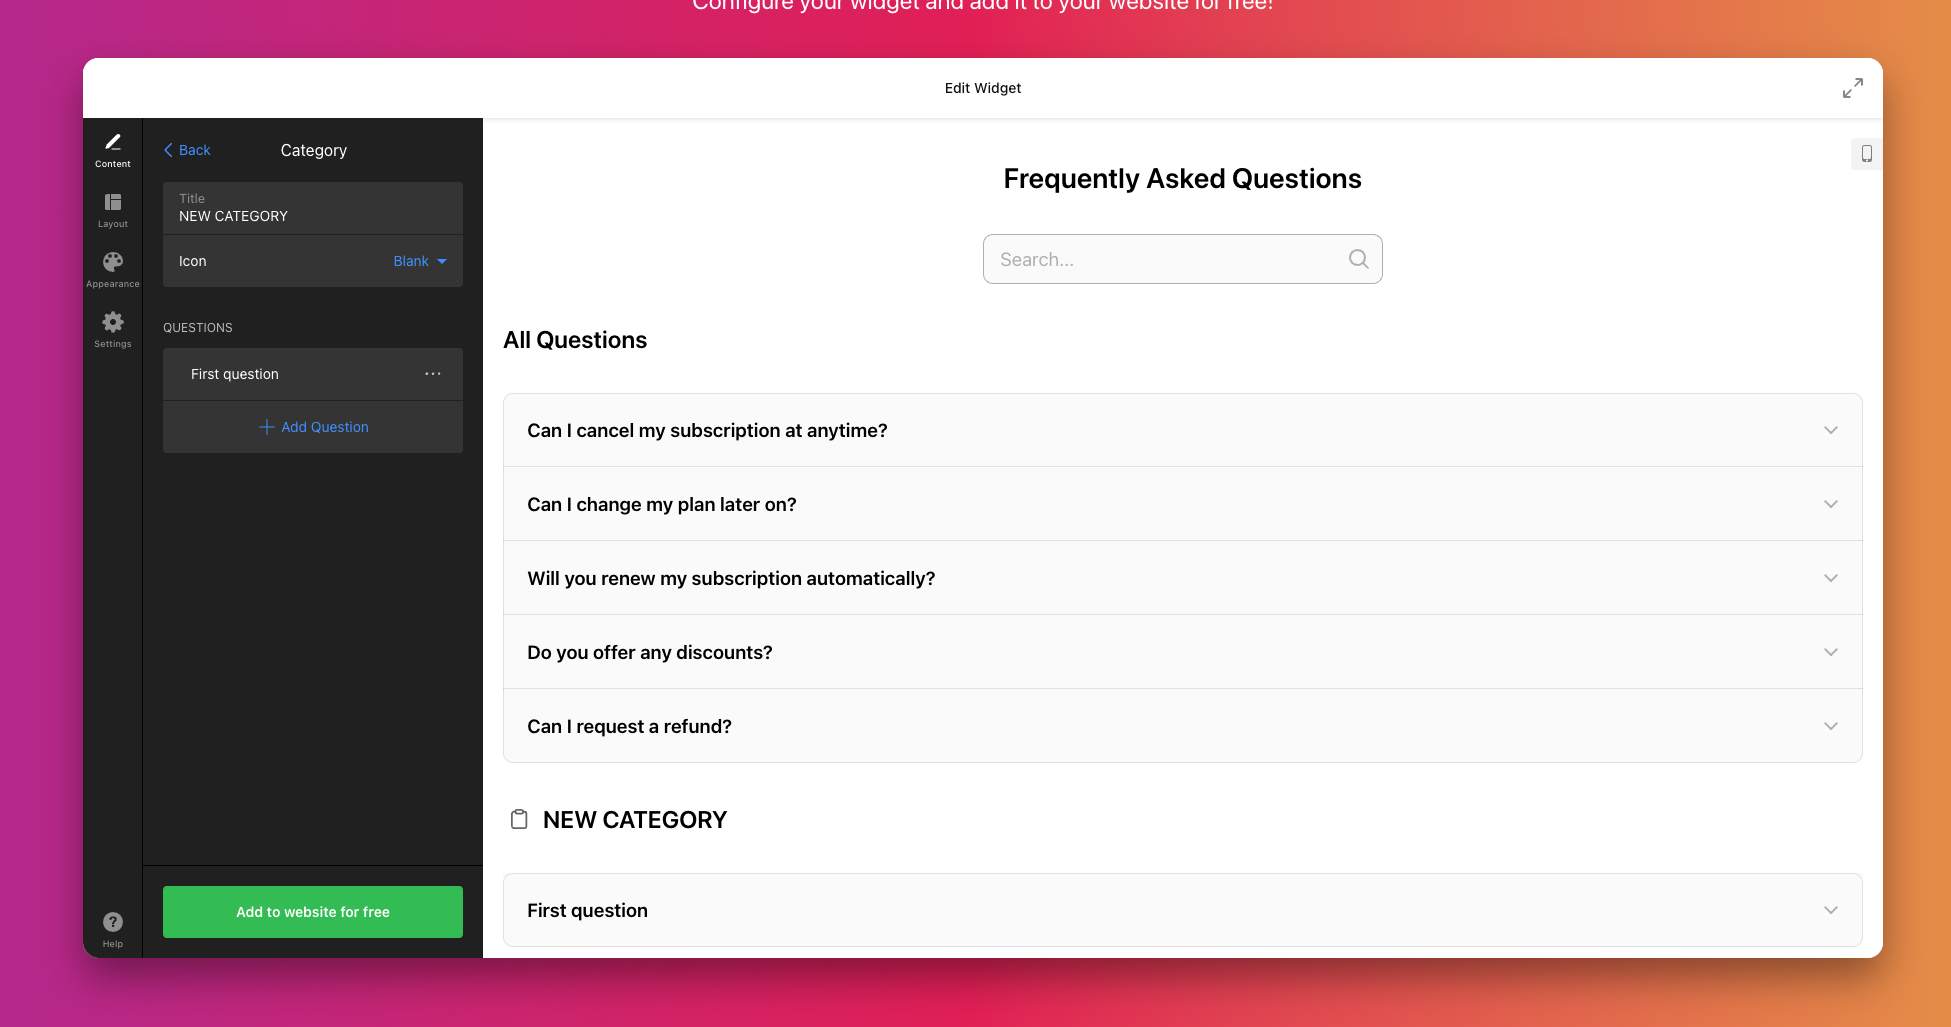 Configure your widget and add it to your website for free!
Edit Widget
Content
Layout
Appearance
Settings
Help
Back
Category
Title
NEW CATEGORY
Icon
Blank
QUESTIONS
First question
Add Question
Add to website for free
Frequently Asked Questions
Search...
All Questions
Can I cancel my subscription at anytime?
Can I change my plan later on?
Will you renew my subscription automatically?
Do you offer any discounts?
Can I request a refund?
NEW CATEGORY
First question